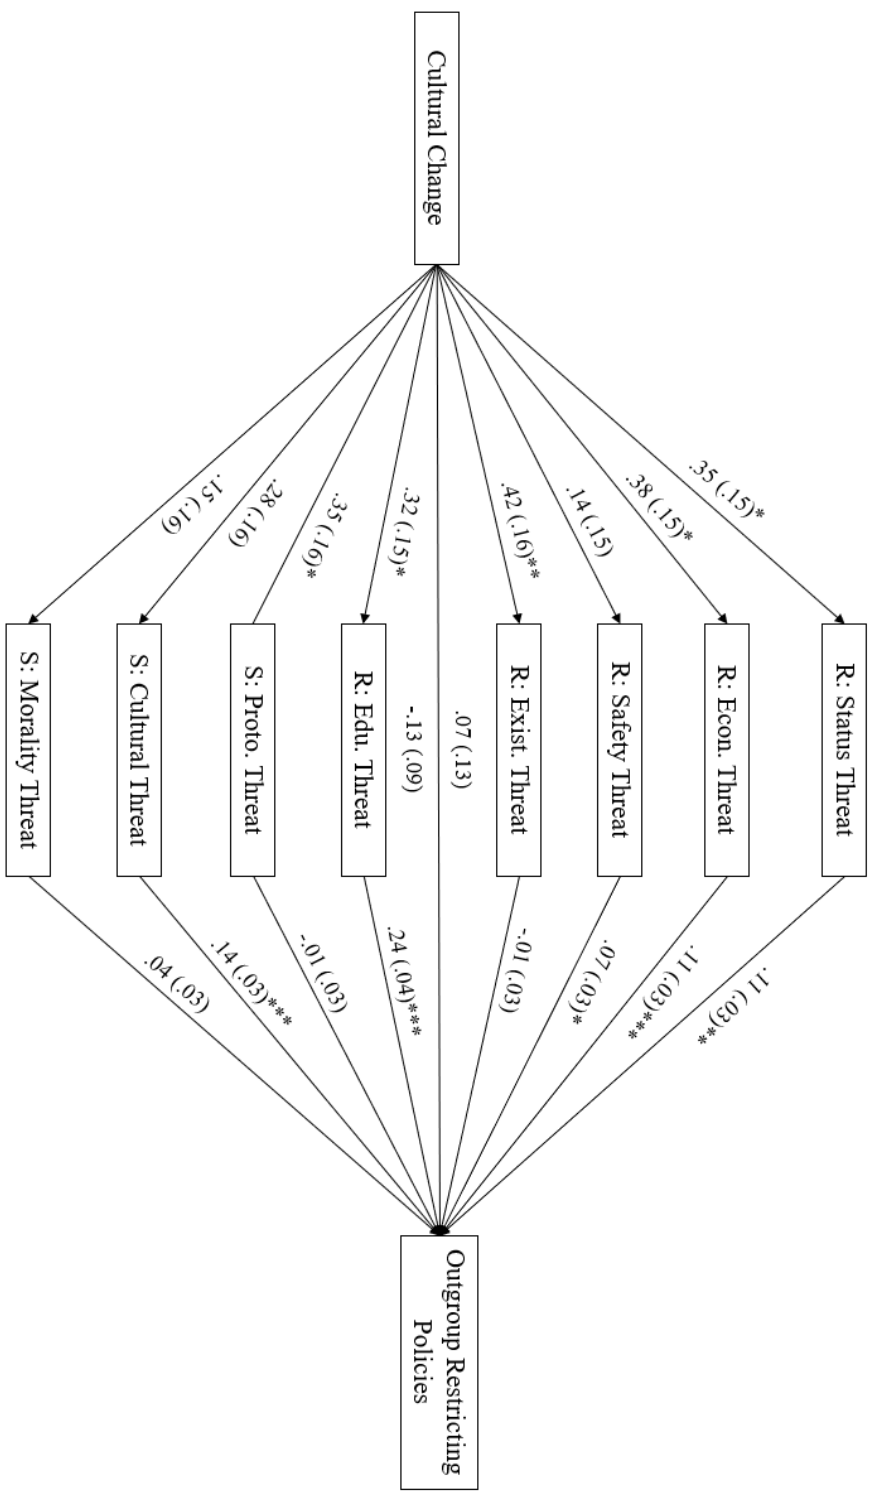 Cultural Change
.35 (.15)*
.38 (.15)*
.14 (.15)
.42 (.16)**
.32 (.15)*
.35 (.16)*
.28 (.16)
.15 (.16)
R: Status Threat
R: Econ. Threat
R: Safety Threat
R: Exist. Threat
.07 (.13)
-.13 (.09)
R: Edu. Threat
S: Proto. Threat
S: Cultural Threat
S: Morality Threat
.11 (.03)**
.11 (.03)***
.07 (.03)*
-.01 (.03)
.24 (.04)***
-.01 (.03)
.14 (.03)***
.04 (.03)
Outgroup Restricting
Policies